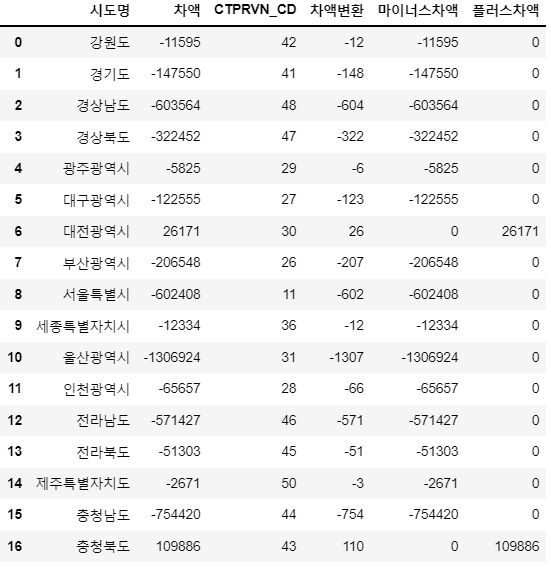 시도명 차액 CTPRVN_CD 차액변환 마이너스차액 플러스차액
0 강원도 -11595 42 -12 -11595 0
1 경기도 -147550 41 -148 -147550 0
2 경상남도 -603564 48 -604 -603564 0
3 경상북도 -322452 47 -322 -322452 0
4 광주광역시 -5825 29 -6 -5825 0
5 대구광역시 -122555 27 -123 -122555 0
6 대전광역시 26171 30 26 0 26171
7 부산광역시 -206548 26 -207 -206548 0
8 서울특별시 -602408 11 -602 -602408 0
9 세종특별자치시 -12334 36 -12 -12334 0
10 울산광역시 -1306924 31 -1307 -1306924 0
11 인천광역시 -65657 28 -66 -65657 0
12 전라남도 -571427 46 -571 -571427 0
13 전라북도 -51303 45 -51 -51303 0
14 제주특별자치도 -2671 50 -3 -2671 0
15 충청남도 -754420 44 -754 -754420 0
16 충청북도 109886 43 110 0 109886